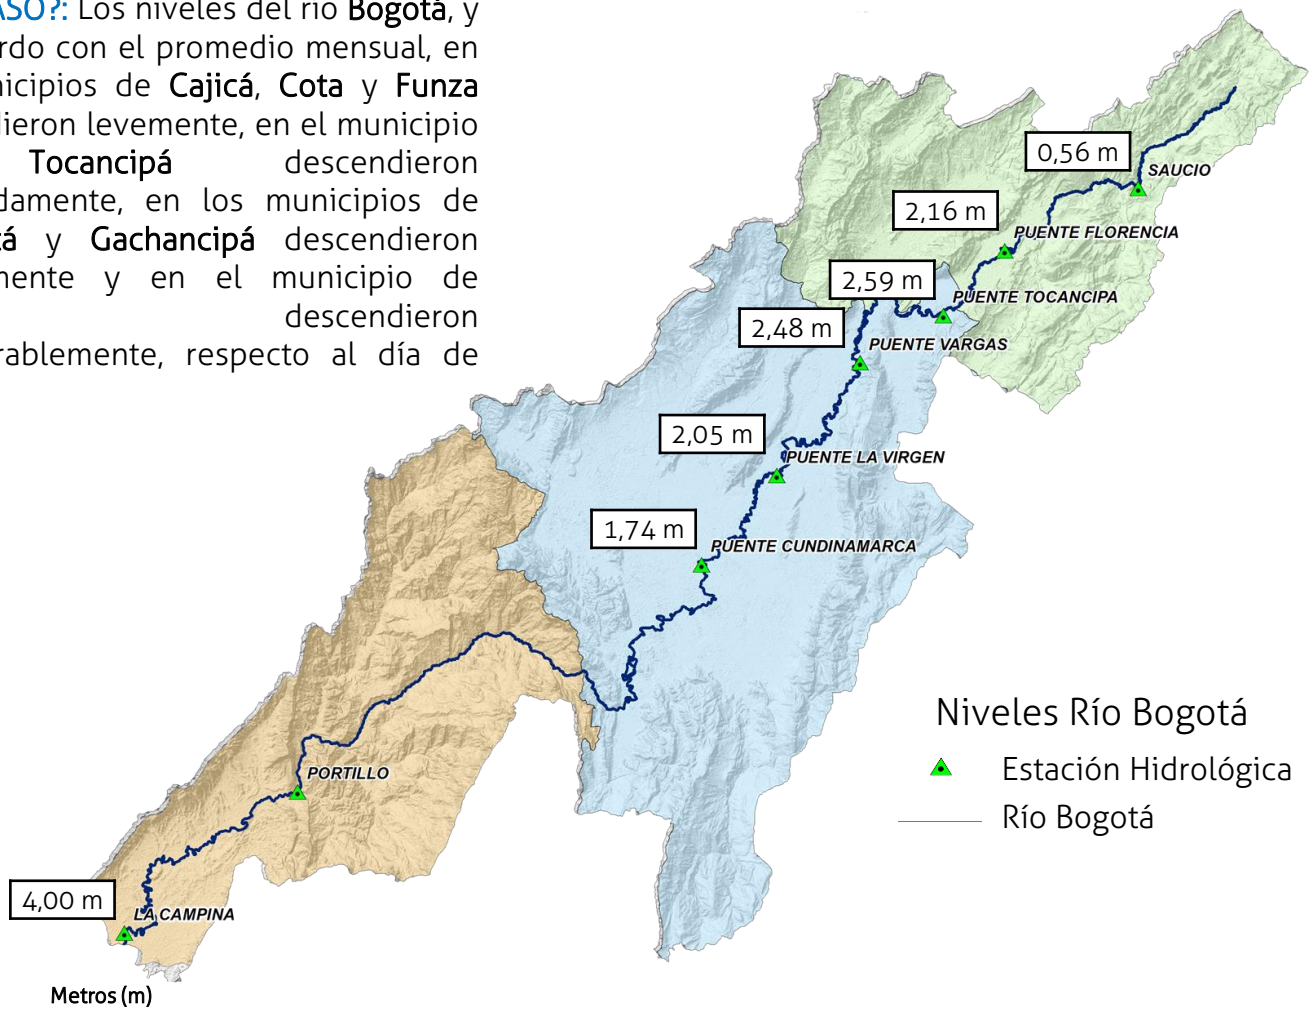 ASO?: Los niveles del río Bogotá, y
rdo con el promedio mensual, en
nicipios de Cajicá, Cota y Funza
dieron levemente, en el municipio
Tocancipá descendieron
damente, en los municipios de
tá y Gachancipá descendieron
mente y en el municipio de
descendieron
rablemente, respecto al día de
0,56 m
SAUCIO
2,16 m
PUENTE FLORENCIA
2,59 m
PUENTE TOCANCIPA
2,48 m
PUENTE VARGAS
2,05 m
PUENTE LA VIRGEN
1,74 m
PUENTE CUNDINAMARCA
Niveles Río Bogotá
Estación Hidrológica
Río Bogotá
PORTILLO
4,00 m
LA CAMPINA
Metros (m)